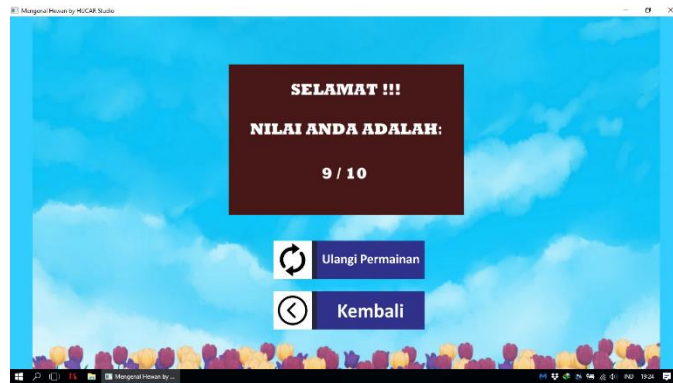 Mengenal Hewan by HUCAR Studio
SELAMAT !!!
NILAI ANDA ADALAH:
9 / 10
Ulangi Permainan
Kembali
Mengenal Hewan by ...
IND
19:24